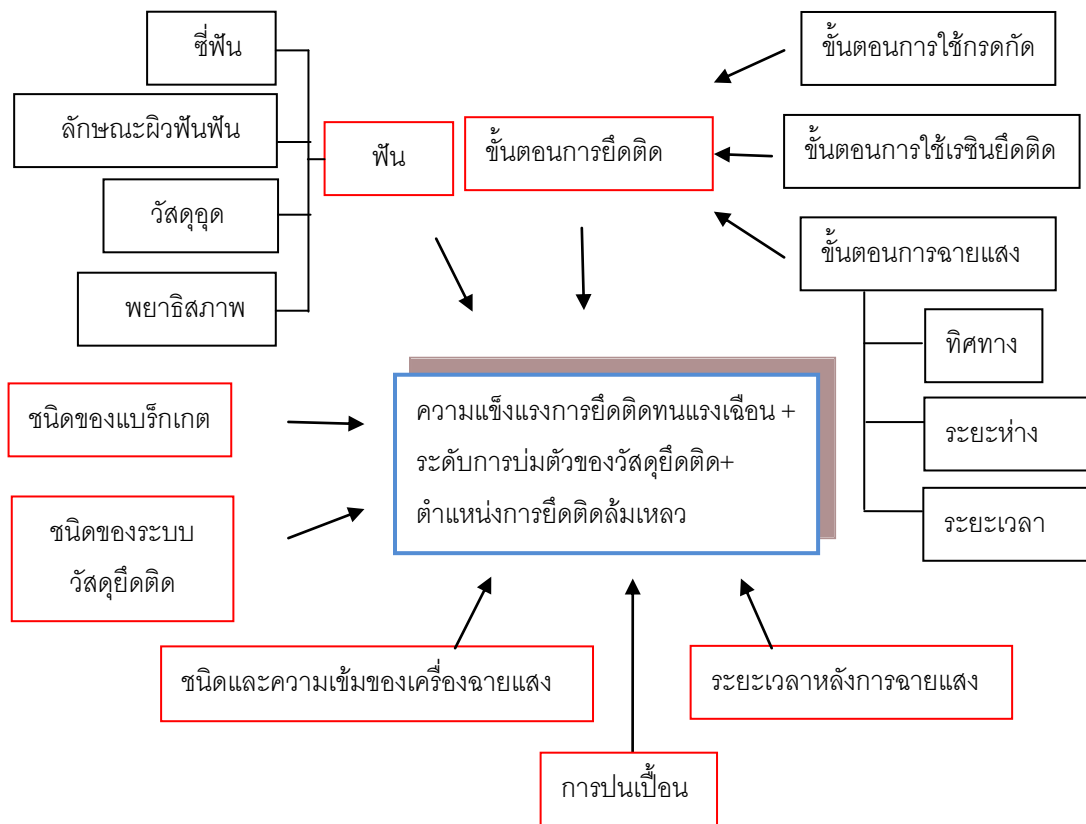 ซี่ฟัน
ขั้นตอนการใช้กรดกัด
ลักษณะผิวฟันฟัน
ฟัน
ขั้นตอนการยึดติด
ขั้นตอนการใช้เรซินยึดติด
วัสดุอุด
ขั้นตอนการฉายแสง
พยาธิสภาพ
ทิศทาง
ชนิดของแบร็กเกต
ความแข็งแรงการยึดติดทนแรงเฉือน +
ระดับการบ่มตัวของวัสดุยึดติด+
ตำแหน่งการยึดติดล้มเหลว
ระยะห่าง
ระยะเวลา
ชนิดของระบบ
วัสดุยึดติด
ชนิดและความเข้มของเครื่องฉายแสง
ระยะเวลาหลังการฉายแสง
การปนเปื้อน